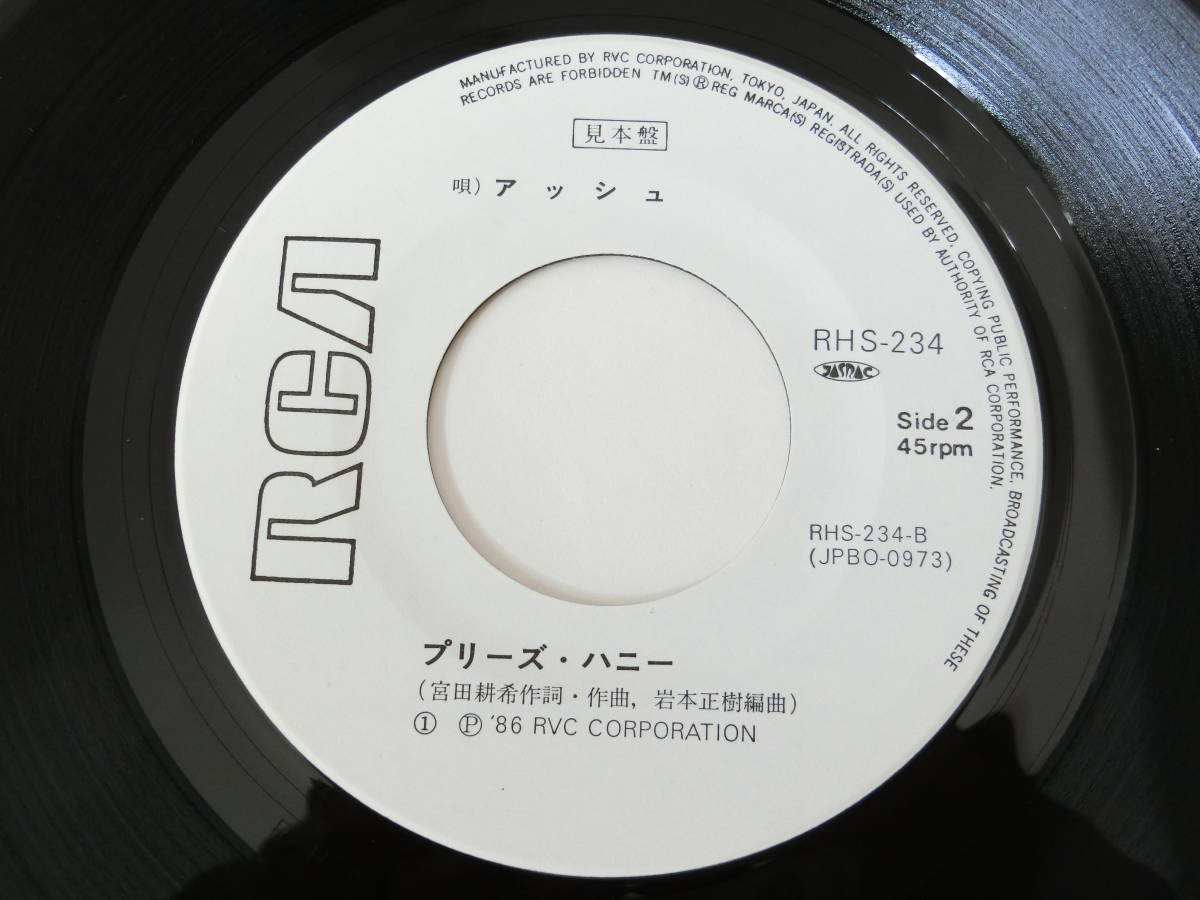 MANUFACTURED BY RVC CORPORATION, TOKYO, JAPAN. ALL RIGHTS RESERVED, COPYING PUBLIC PERFORMANCE, BROADCASTING OF THESE
RECORDS ARE FORBIDDEN TM(S)®REG MARCA(S) REGISTRADA(S) USED BY AUTHORITY OF RCA CORPORATION.
見本盤
唄) アッシュ
RCA
RHS-234
JASRAC
Side 2
45rpm
RHS-234-B
(JPBO-0973)
プリーズ・ハニー
(宮田耕希作詞・作曲, 岩本正樹編曲)
① Ⓟ '86 RVC CORPORATION